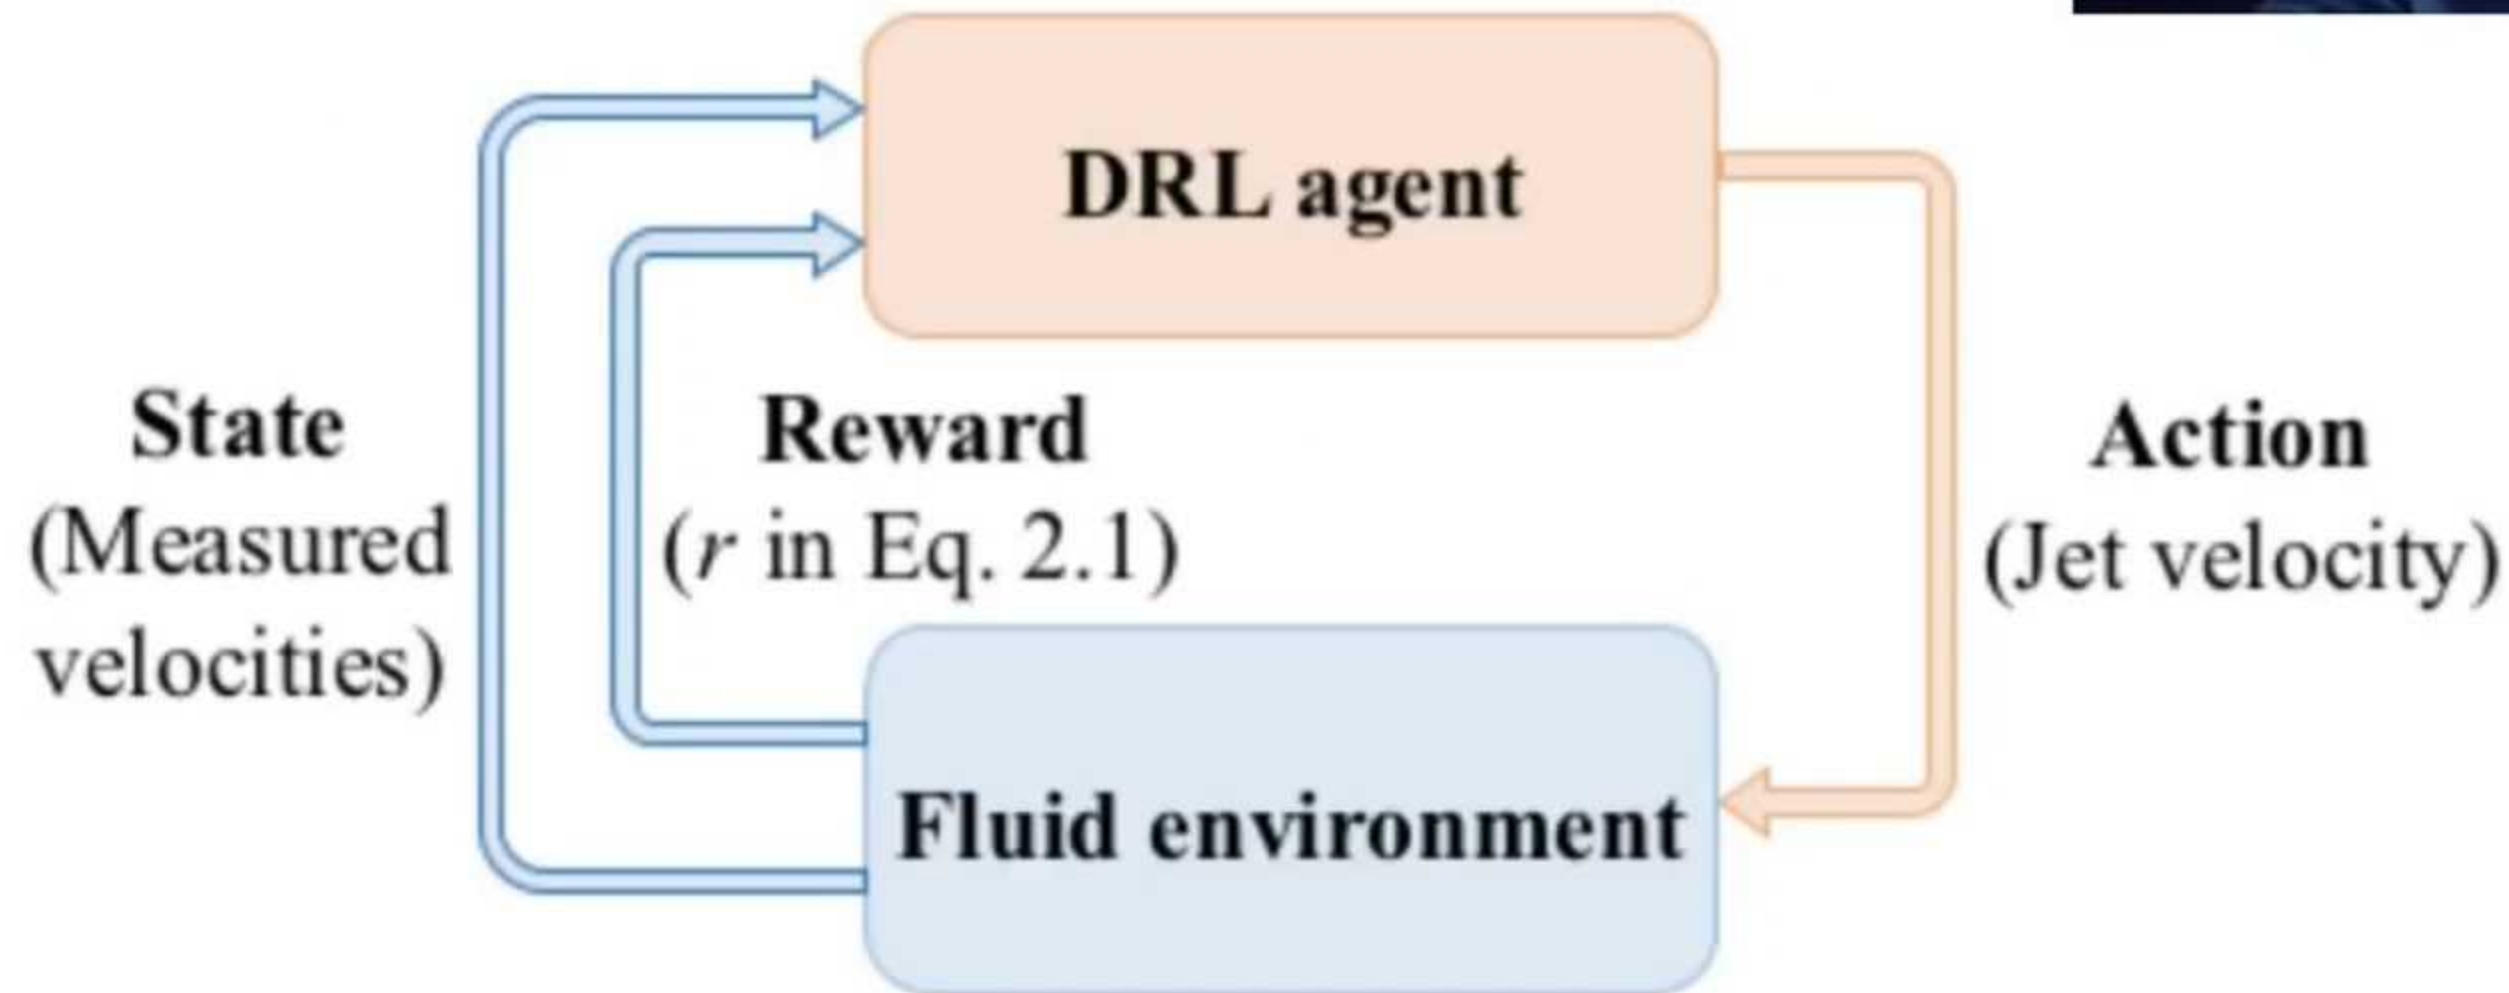 DRL agent
State
(Measured
velocities)
Reward
(r in Eq. 2.1)
Action
(Jet velocity)
Fluid environment